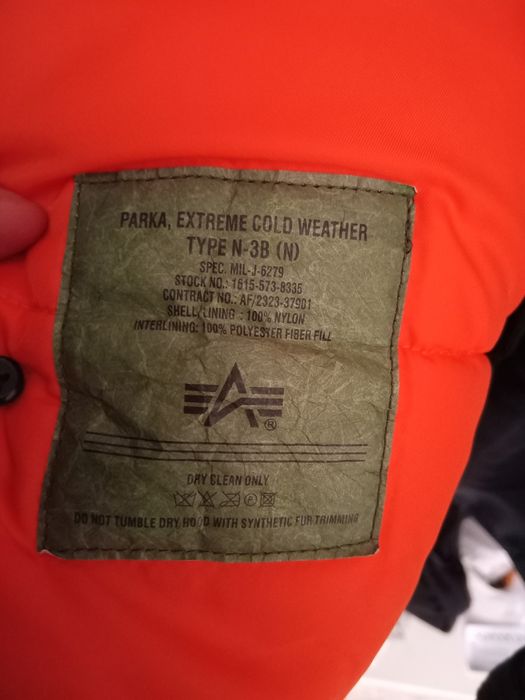 PARKA, EXTREME COLD WEATHER
TYPE N-3B (N)
SPEC. MIL-J-6279
STOCK NO.: 1615-573-8335
CONTRACT NO.: AF/2323-37901
SHELL/LINING : 100% NYLON
INTERLINING: 100% POLYESTER FIBER FILL
®
DRY CLEAN ONLY
DO NOT TUMBLE DRY HOOD WITH SYNTHETIC FUR TRIMMING